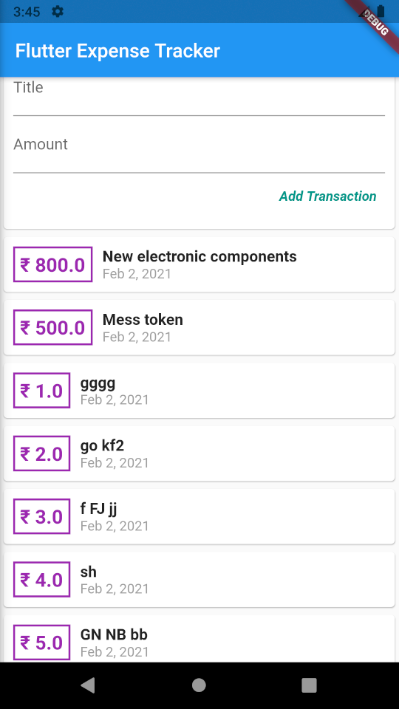 3:45
DEBUG
Flutter Expense Tracker
Title
Amount
Add Transaction
₹ 800.0
New electronic components
Feb 2, 2021
₹ 500.0
Mess token
Feb 2, 2021
₹ 1.0
gggg
Feb 2, 2021
₹ 2.0
go kf2
Feb 2, 2021
₹ 3.0
f FJ jj
Feb 2, 2021
₹ 4.0
sh
Feb 2, 2021
₹ 5.0
GN NB bb
Feb 2, 2021